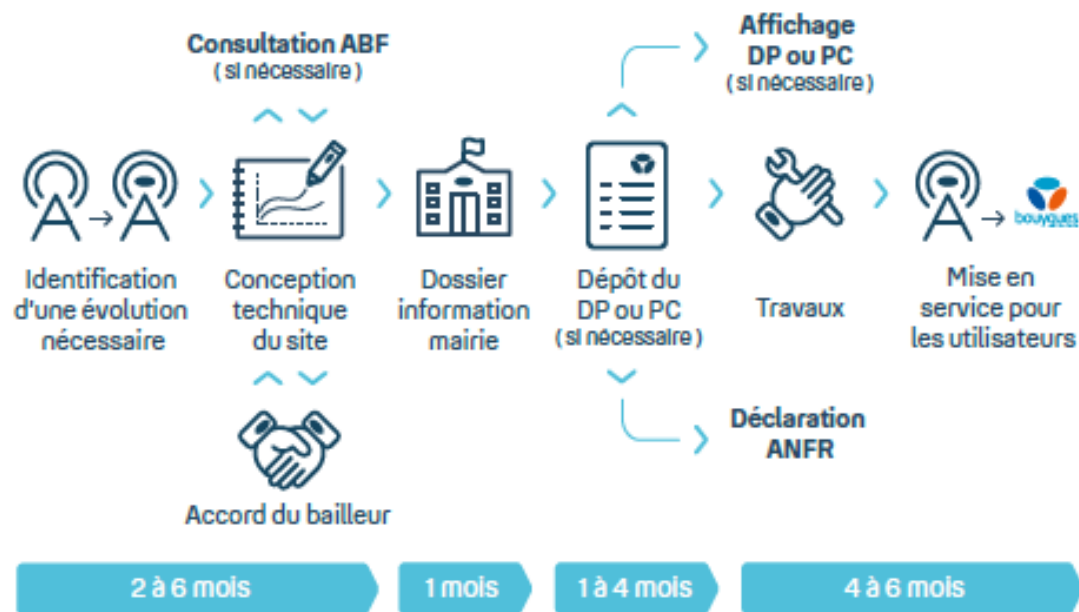 Consultation ABF
( si nécessaire )
Affichage
DP ou PC
( si nécessaire )
Identification
d'une évolution
nécessaire
Conception
technique
du site
Dossier
information
mairie
Dépôt du
DP ou PC
( si nécessaire )
Travaux
bouygues
Mise en
service pour
les utilisateurs
Accord du bailleur
Déclaration
ANFR
2 à 6 mois
1 mois
1 à 4 mois
4 à 6 mois